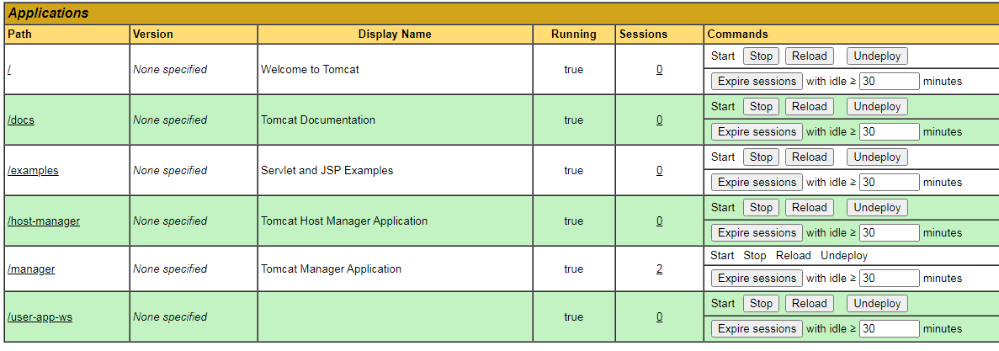 Applications
Path Version Display Name Running Sessions Commands
/ None specified Welcome to Tomcat true 0 Start Stop Reload Undeploy
Expire sessions with idle ≥ 30 minutes
/docs None specified Tomcat Documentation true 0 Start Stop Reload Undeploy
Expire sessions with idle ≥ 30 minutes
/examples None specified Servlet and JSP Examples true 0 Start Stop Reload Undeploy
Expire sessions with idle ≥ 30 minutes
/host-manager None specified Tomcat Host Manager Application true 0 Start Stop Reload Undeploy
Expire sessions with idle ≥ 30 minutes
/manager None specified Tomcat Manager Application true 2 Start Stop Reload Undeploy
Expire sessions with idle ≥ 30 minutes
/user-app-ws None specified true 0 Start Stop Reload Undeploy
Expire sessions with idle ≥ 30 minutes